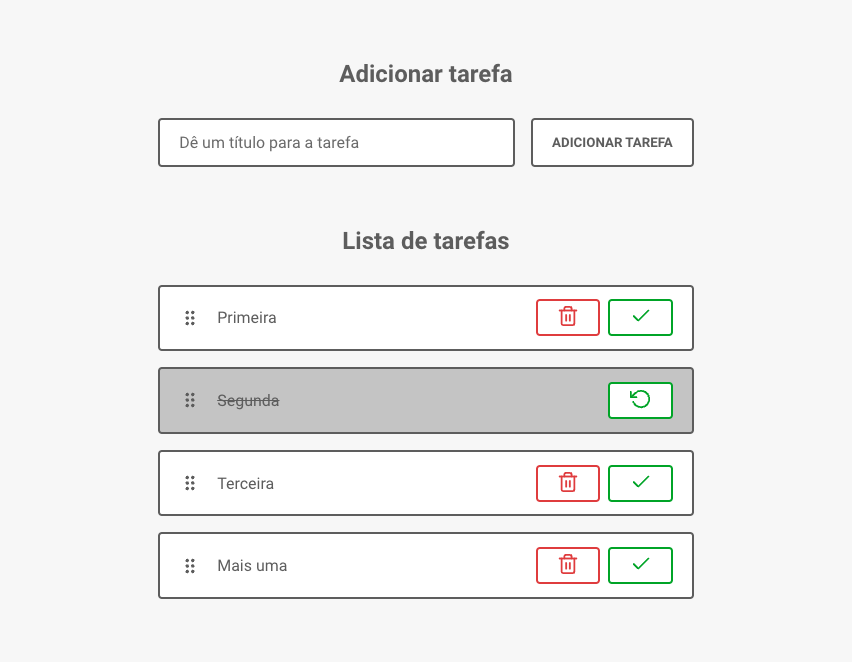 Adicionar tarefa
Dê um título para a tarefa
ADICIONAR TAREFA
Lista de tarefas
Primeira
Segunda
Terceira
Mais uma